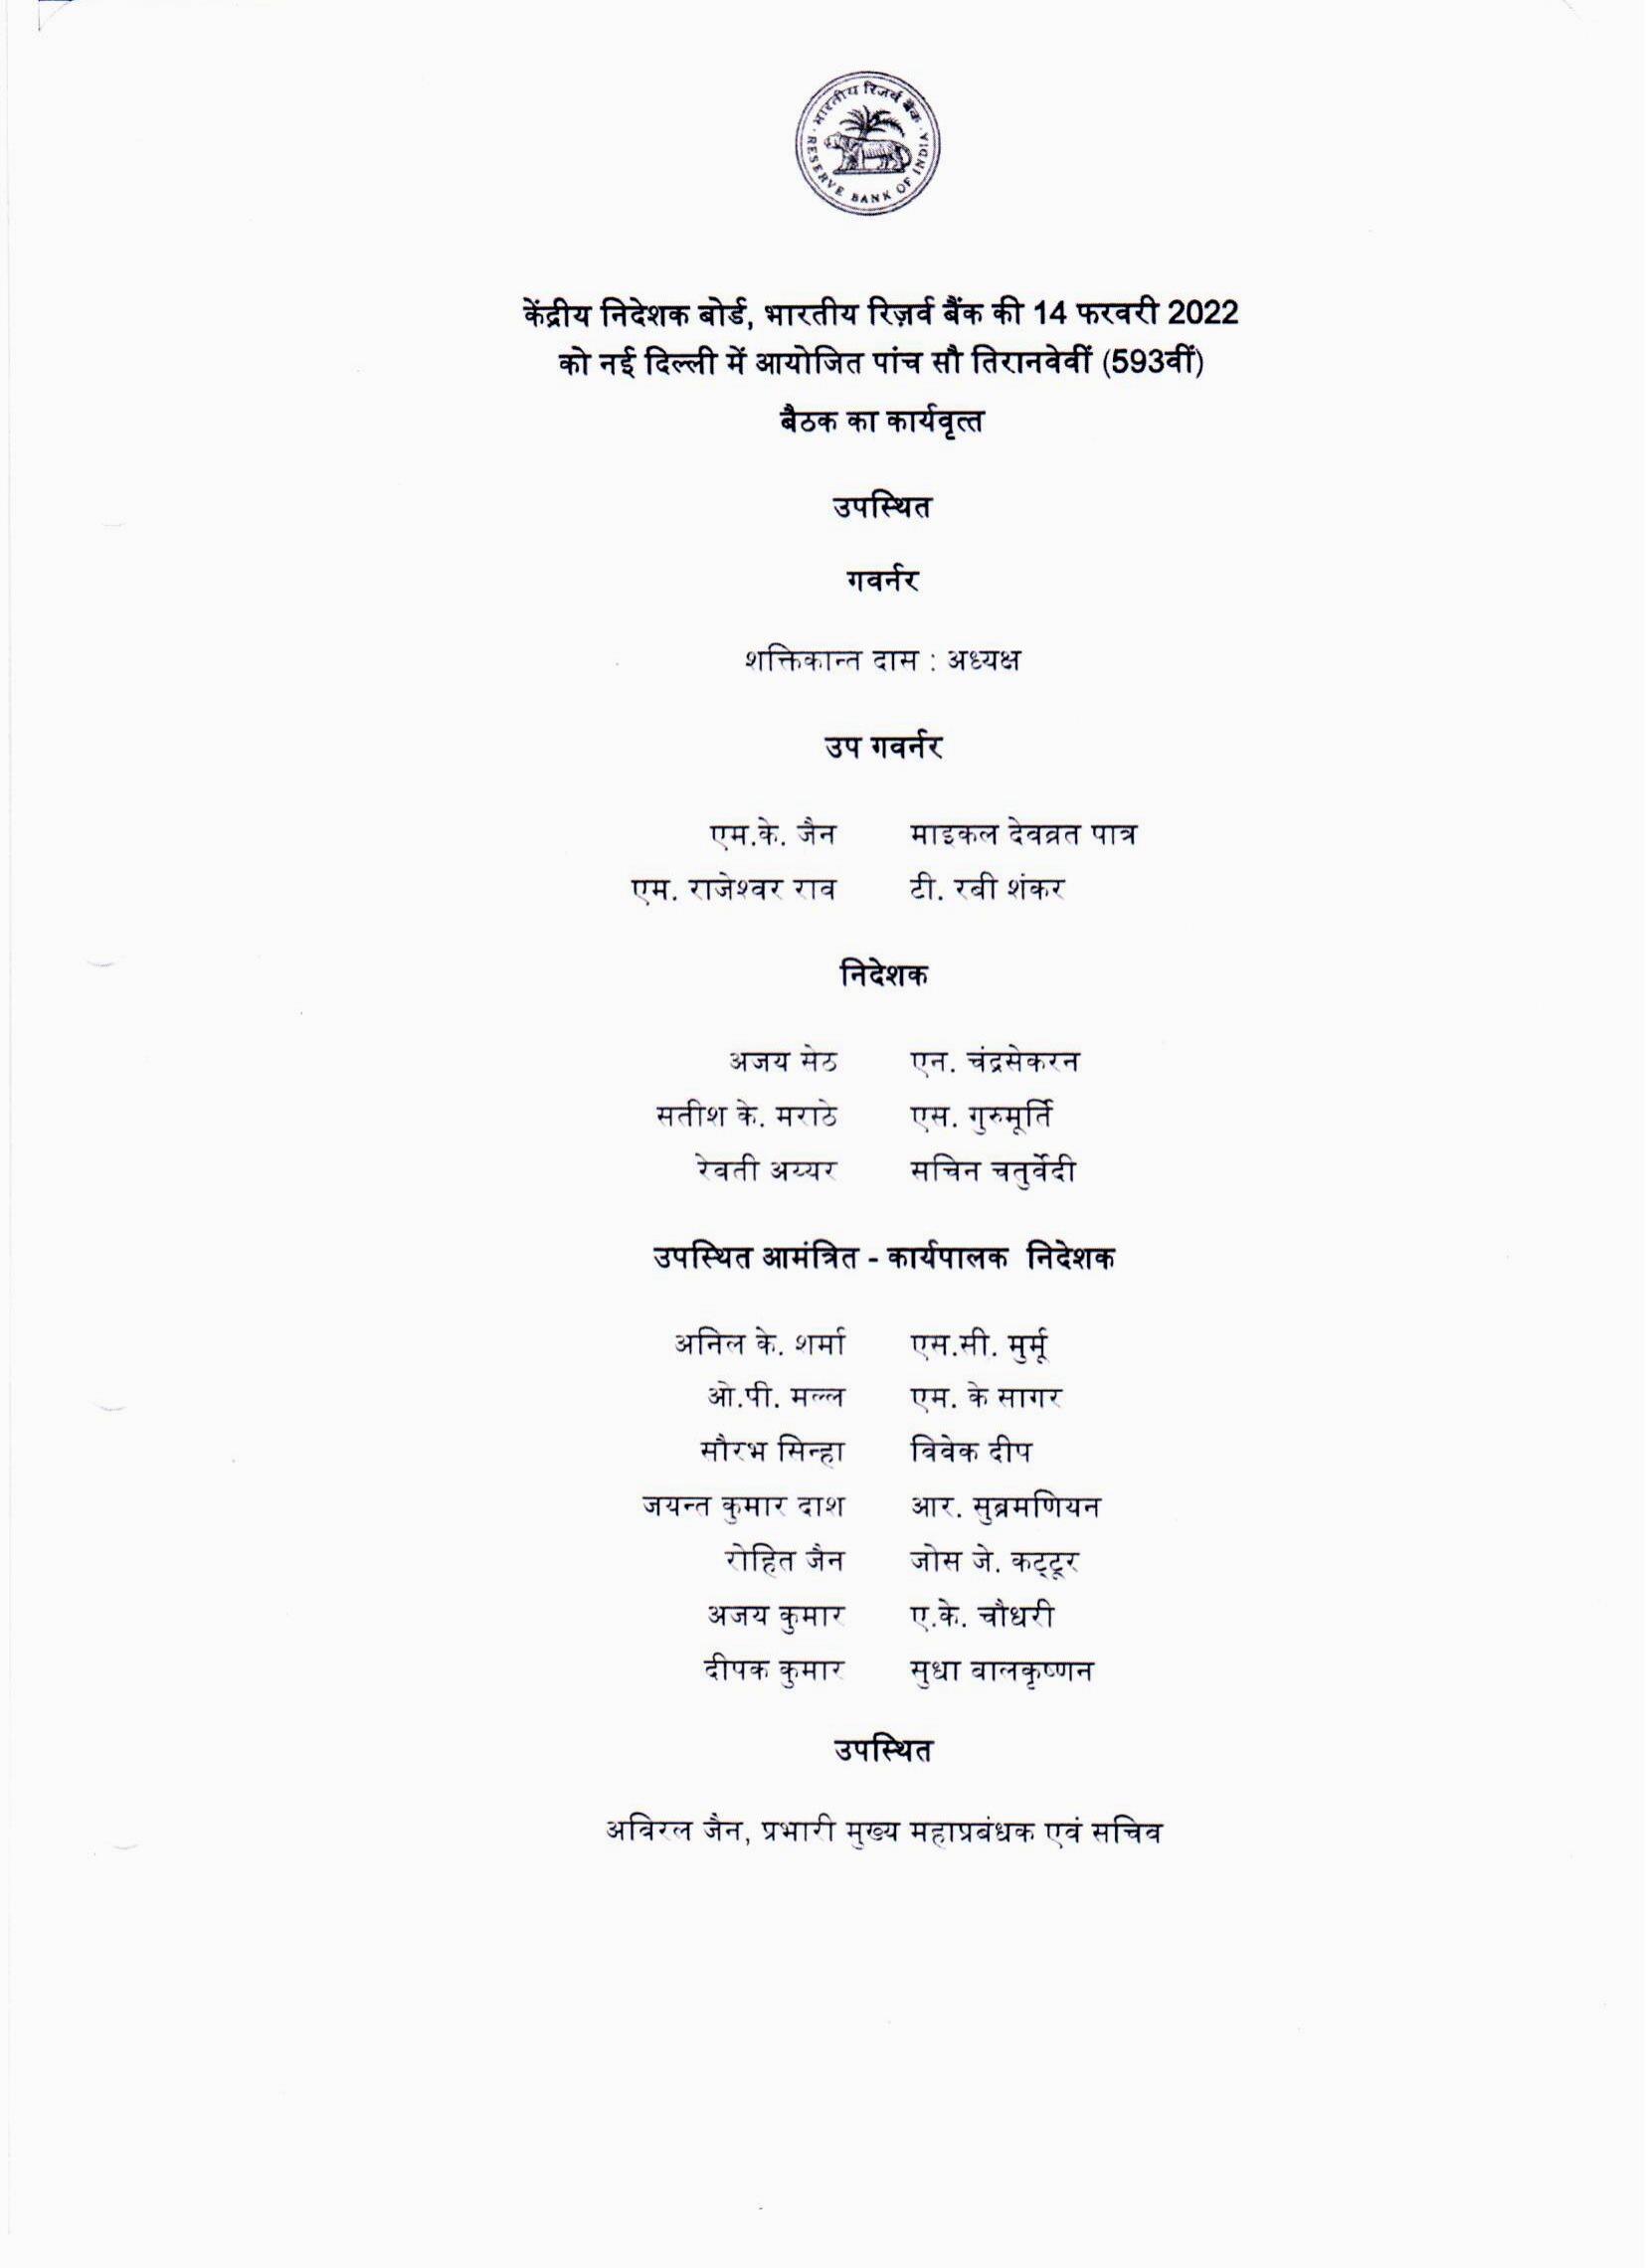 भारतीय रिज़र्व बैंक
RESERVE BANK OF INDIA
केंद्रीय निदेशक बोर्ड, भारतीय रिज़र्व बैंक की 14 फरवरी 2022
को नई दिल्ली में आयोजित पांच सौ तिरानवेवीं (593वीं)
बैठक का कार्यवृत्त
उपस्थित
गवर्नर
शक्तिकान्त दास : अध्यक्ष
उप गवर्नर
एम.के. जैन माइकल देवव्रत पात्र
एम. राजेश्वर राव टी. रबी शंकर
निदेशक
अजय सेठ एन. चंद्रसेकरन
सतीश के. मराठे एस. गुरुमूर्ति
रेवती अय्यर सचिन चतुर्वेदी
उपस्थित आमंत्रित - कार्यपालक निदेशक
अनिल के. शर्मा एस.सी. मुर्मू
ओ.पी. मल्ल एम. के सागर
सौरभ सिन्हा विवेक दीप
जयन्त कुमार दाश आर. सुब्रमणियन
रोहित जैन जोस जे. कट्टूर
अजय कुमार ए.के. चौधरी
दीपक कुमार सुधा बालकृष्णन
उपस्थित
अविरल जैन, प्रभारी मुख्य महाप्रबंधक एवं सचिव